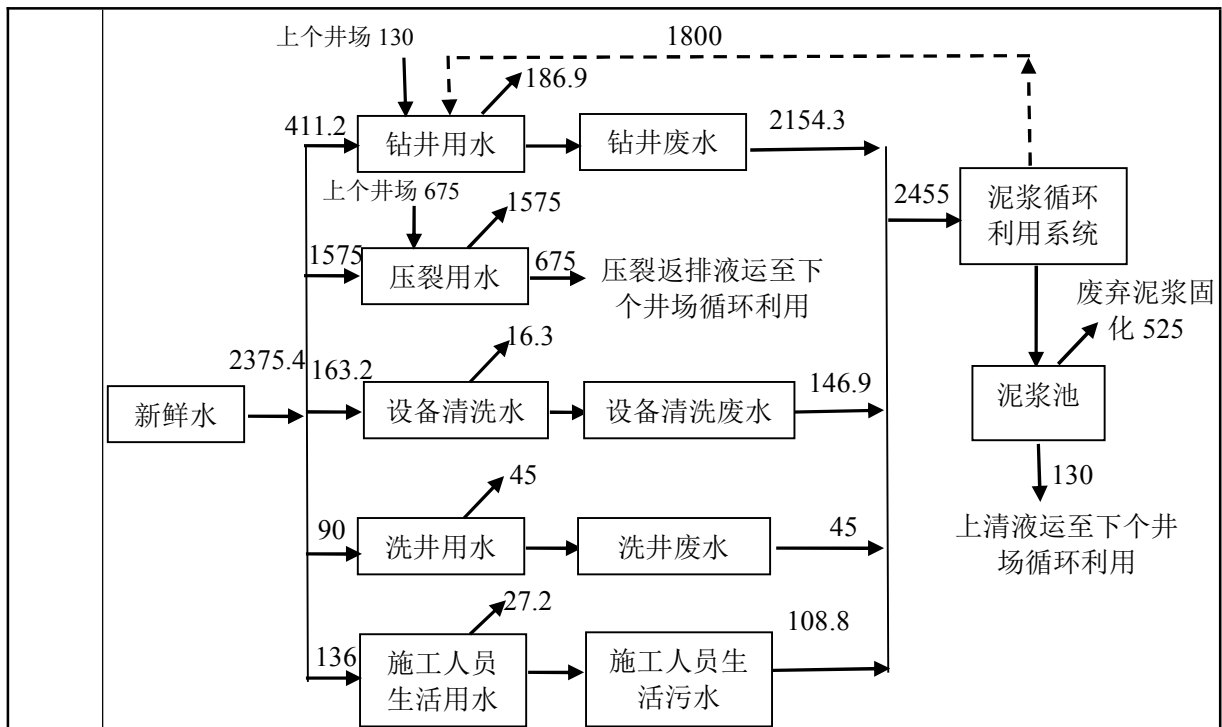 上个井场 130
1800
186.9
411.2
钻井用水
钻井废水
2154.3
上个井场 675
1575
2455
泥浆循环
利用系统
1575
压裂用水
675
压裂返排液运至下
个井场循环利用
废弃泥浆固
化 525
16.3
2375.4
163.2
146.9
新鲜水
设备清洗水
设备清洗废水
泥浆池
45
130
90
洗井用水
洗井废水
45
上清液运至下个井
场循环利用
27.2
108.8
136
施工人员
生活用水
施工人员生
活污水